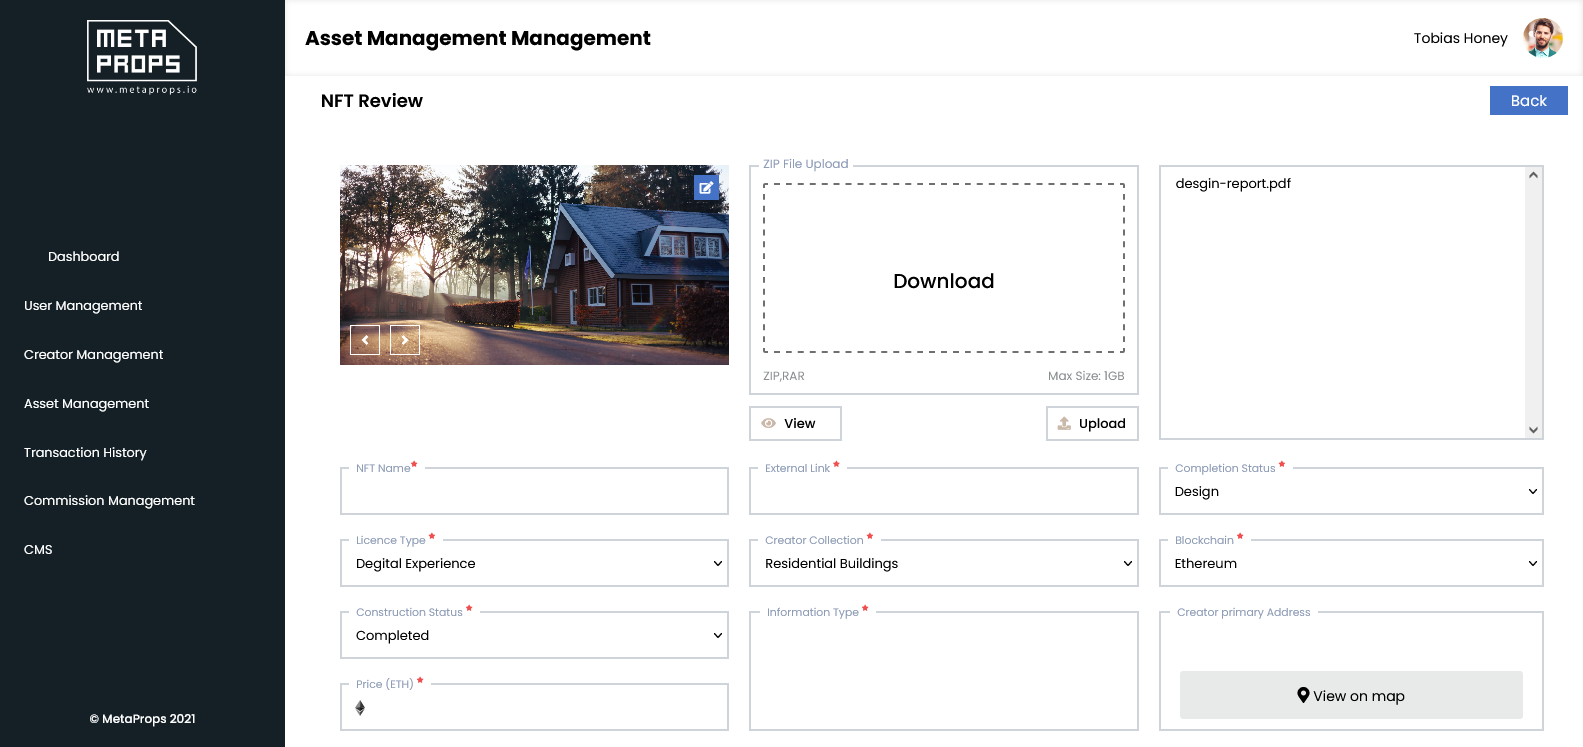 META
PROPS
www.metaprops.io
Dashboard
User Management
Creator Management
Asset Management
Transaction History
Commission Management
CMS
© MetaProps 2021
Asset Management Management
Tobias Honey
NFT Review
Back
ZIP File Upload
Download
ZIP,RAR
Max Size: 1GB
View
Upload
desgin-report.pdf
NFT Name*
External Link *
Completion Status *
Design
Licence Type *
Degital Experience
Creator Collection *
Residential Buildings
Blockchain *
Ethereum
Construction Status *
Completed
Information Type *
Creator primary Address
View on map
Price (ETH) *